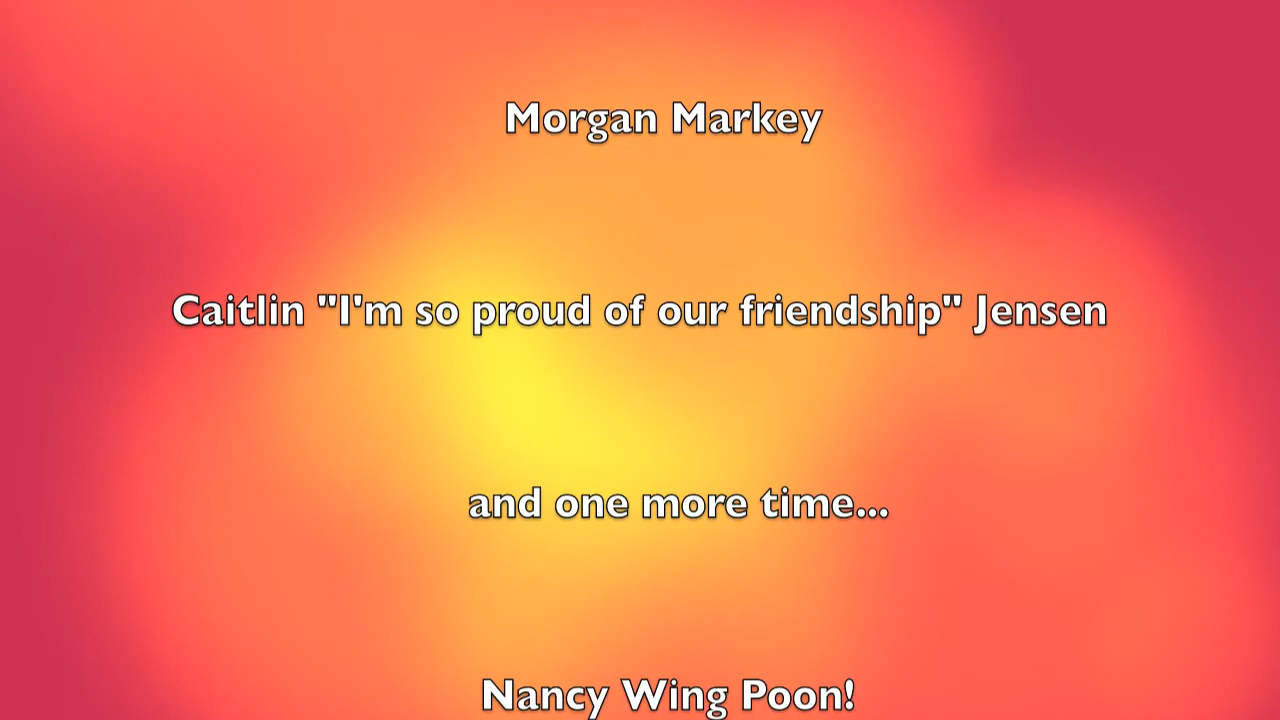 Morgan Markey
Caitlin "I'm so proud of our friendship" Jensen
and one more time...
Nancy Wing Poon!